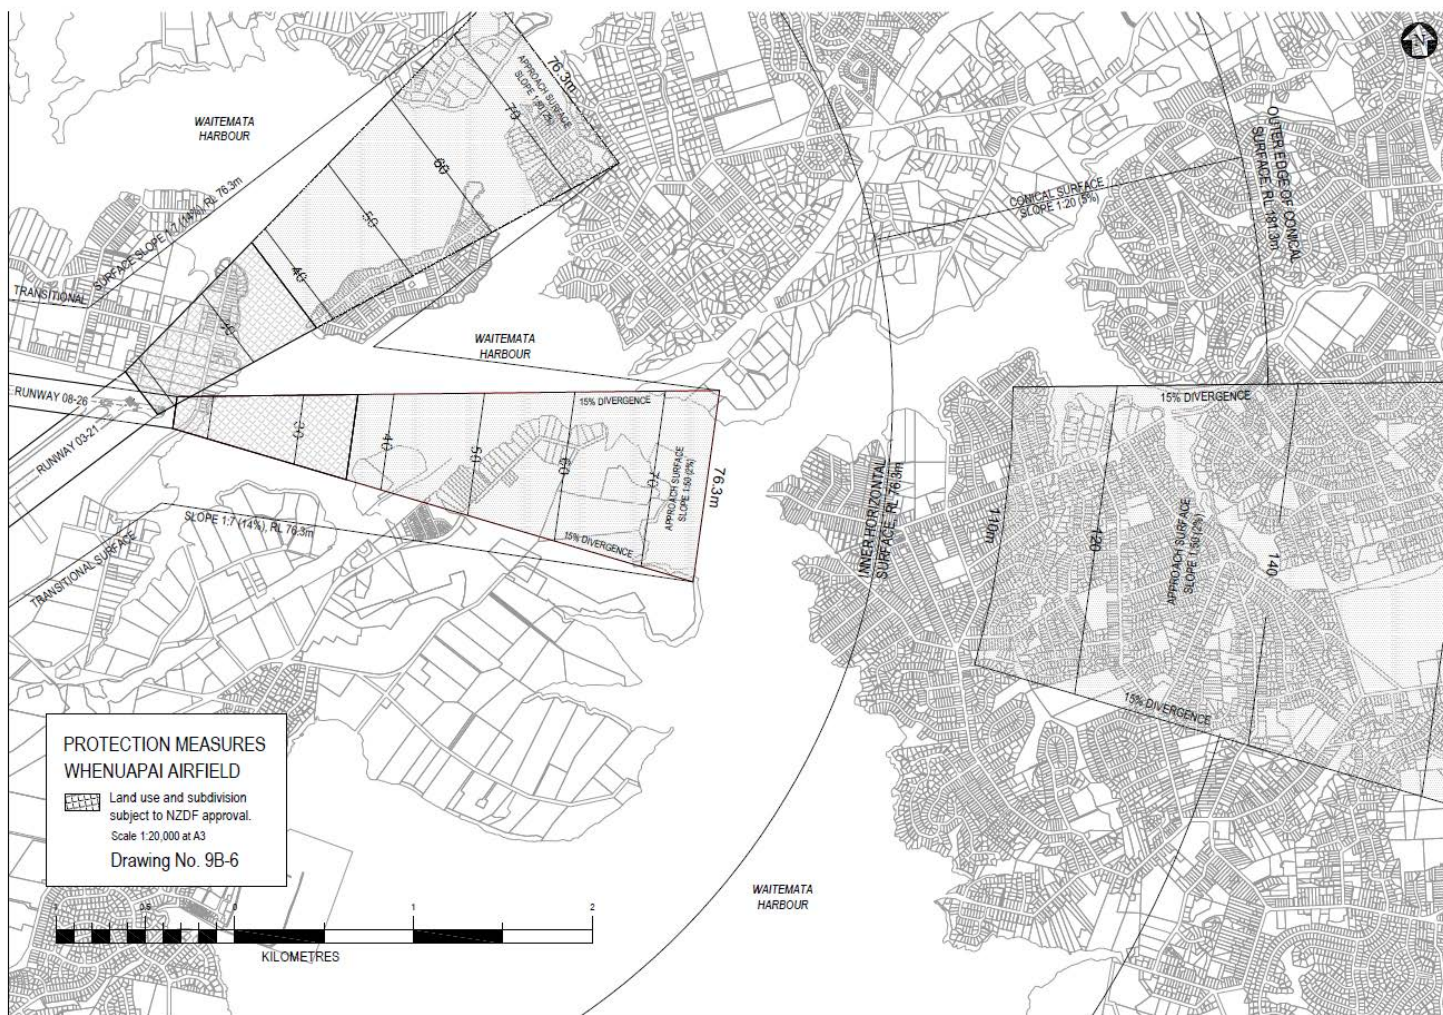 N
76.3m
APPROACH SURFACE
SLOPE 1:50 (2%)
70
WAITEMATA
HARBOUR
60
OUTER EDGE OF CONICAL
SURFACE, RL 181.3m
CONICAL SURFACE
SLOPE 1:20 (5%)
50
SURFACE SLOPE 1:7 (14%), RL 76.3m
TRANSITIONAL
40
WAITEMATA
HARBOUR
RUNWAY 08-26
RUNWAY 03-21
15% DIVERGENCE
15% DIVERGENCE
30
40
50
60
70
APPROACH SURFACE
SLOPE 1:50 (2%)
76.3m
INNER HORIZONTAL
SURFACE, RL 76.3m
110m
120
APPROACH SURFACE
SLOPE 1:50 (2%)
140
SLOPE 1:7 (14%), RL 76.3m
TRANSITIONAL SURFACE
15% DIVERGENCE
15% DIVERGENCE
PROTECTION MEASURES
WHENUAPAI AIRFIELD
Land use and subdivision
subject to NZDF approval.
Scale 1:20,000 at A3
Drawing No. 9B-6
WAITEMATA
HARBOUR
1 0.5 0 1 2
KILOMETRES